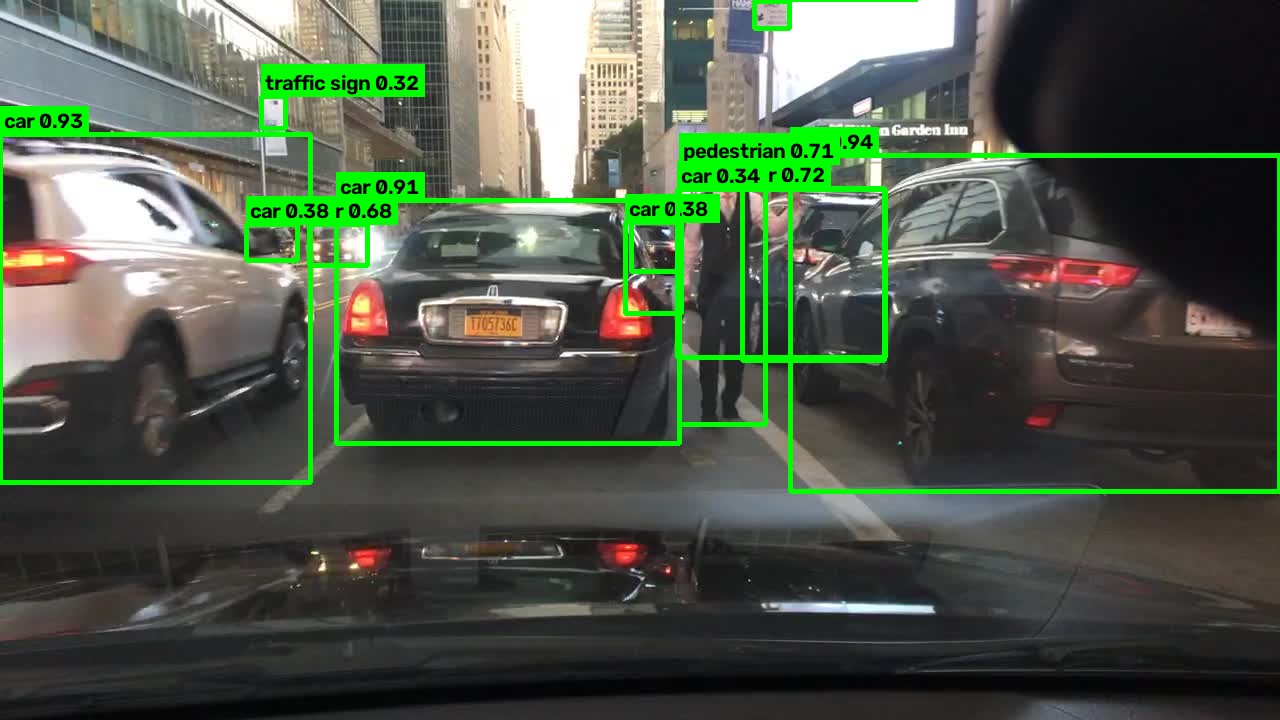 traffic sign 0.32
car 0.93
HAMP
Garden Inn
.94
pedestrian 0.71
car 0.34
r 0.72
car 0.91
car 0.38
r 0.68
car 0.38
T705736C